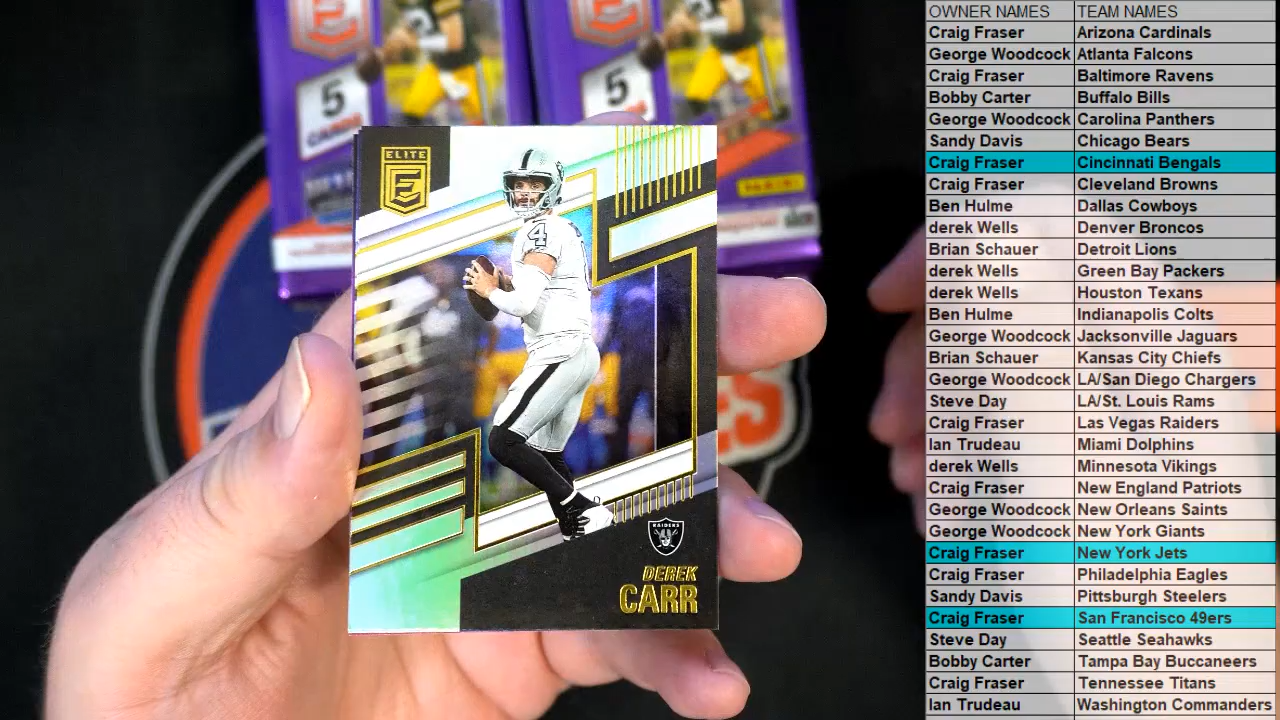 5
CARDS
5
ELITE
E
4
RAIDERS
DEREK
CARR
PANINI
OWNER NAMES TEAM NAMES
Craig Fraser Arizona Cardinals
George Woodcock Atlanta Falcons
Craig Fraser Baltimore Ravens
Bobby Carter Buffalo Bills
George Woodcock Carolina Panthers
Sandy Davis Chicago Bears
Craig Fraser Cincinnati Bengals
Craig Fraser Cleveland Browns
Ben Hulme Dallas Cowboys
derek Wells Denver Broncos
Brian Schauer Detroit Lions
derek Wells Green Bay Packers
derek Wells Houston Texans
Ben Hulme Indianapolis Colts
George Woodcock Jacksonville Jaguars
Brian Schauer Kansas City Chiefs
George Woodcock LA/San Diego Chargers
Steve Day LA/St. Louis Rams
Craig Fraser Las Vegas Raiders
Ian Trudeau Miami Dolphins
derek Wells Minnesota Vikings
Craig Fraser New England Patriots
George Woodcock New Orleans Saints
George Woodcock New York Giants
Craig Fraser New York Jets
Craig Fraser Philadelphia Eagles
Sandy Davis Pittsburgh Steelers
Craig Fraser San Francisco 49ers
Steve Day Seattle Seahawks
Bobby Carter Tampa Bay Buccaneers
Craig Fraser Tennessee Titans
Ian Trudeau Washington Commanders